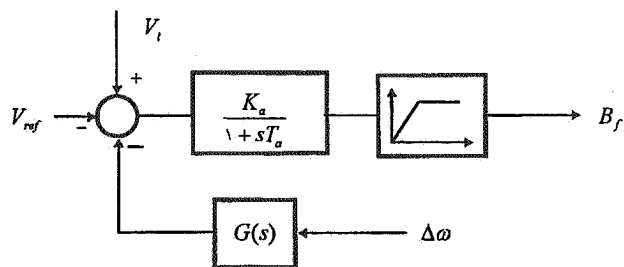 V_t
+
V_ref
-
−
K_a
1 + sT_a
B_f
G(s)
Δω